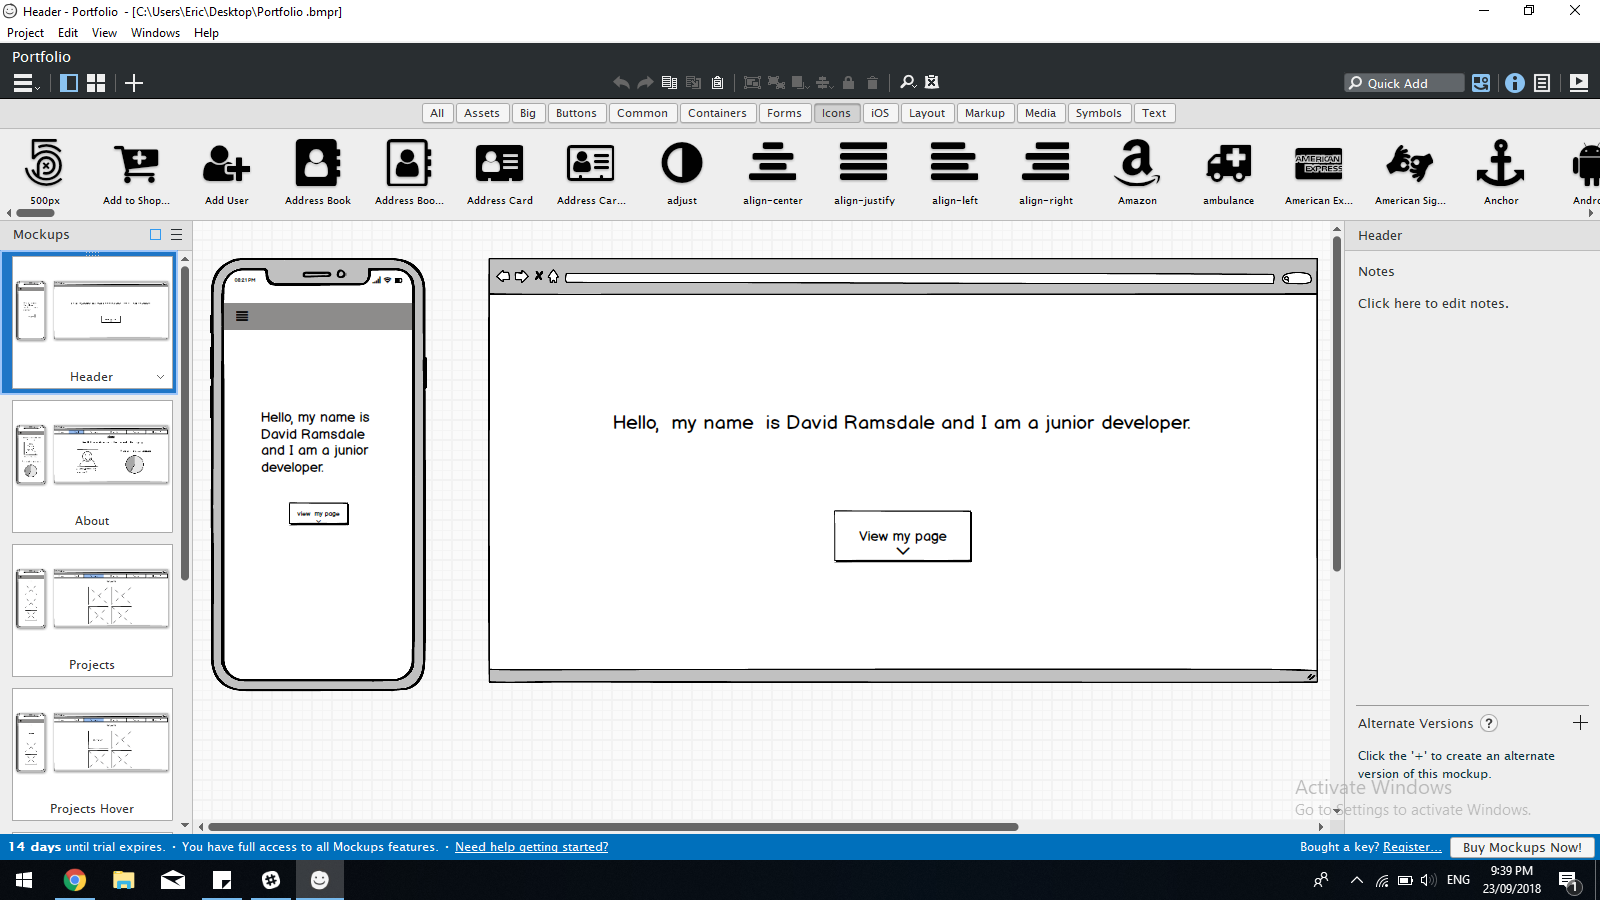 Header - Portfolio - [C:\Users\Eric\Desktop\Portfolio .bmpr]
Project Edit View Windows Help
Portfolio
Quick Add
All Assets Big Buttons Common Containers Forms Icons iOS Layout Markup Media Symbols Text
500px Add to Shop... Add User Address Book Address Boo... Address Card Address Car... adjust align-center align-justify align-left align-right Amazon ambulance American Ex... American Sig... Anchor Andro
AMERICAN
EXPRESS
Mockups
Header
About
Projects
Projects Hover
08:21PM
Hello, my name is
David Ramsdale
and I am a junior
developer.
View my page
Hello, my name is David Ramsdale and I am a junior developer.
View my page
Header
Notes
Click here to edit notes.
Alternate Versions ?
Click the '+' to create an alternate
version of this mockup.
Activate Windows
Go to Settings to activate Windows.
14 days until trial expires. · You have full access to all Mockups features. · Need help getting started?
Bought a key? Register... Buy Mockups Now!
ENG
9:39 PM
23/09/2018
1